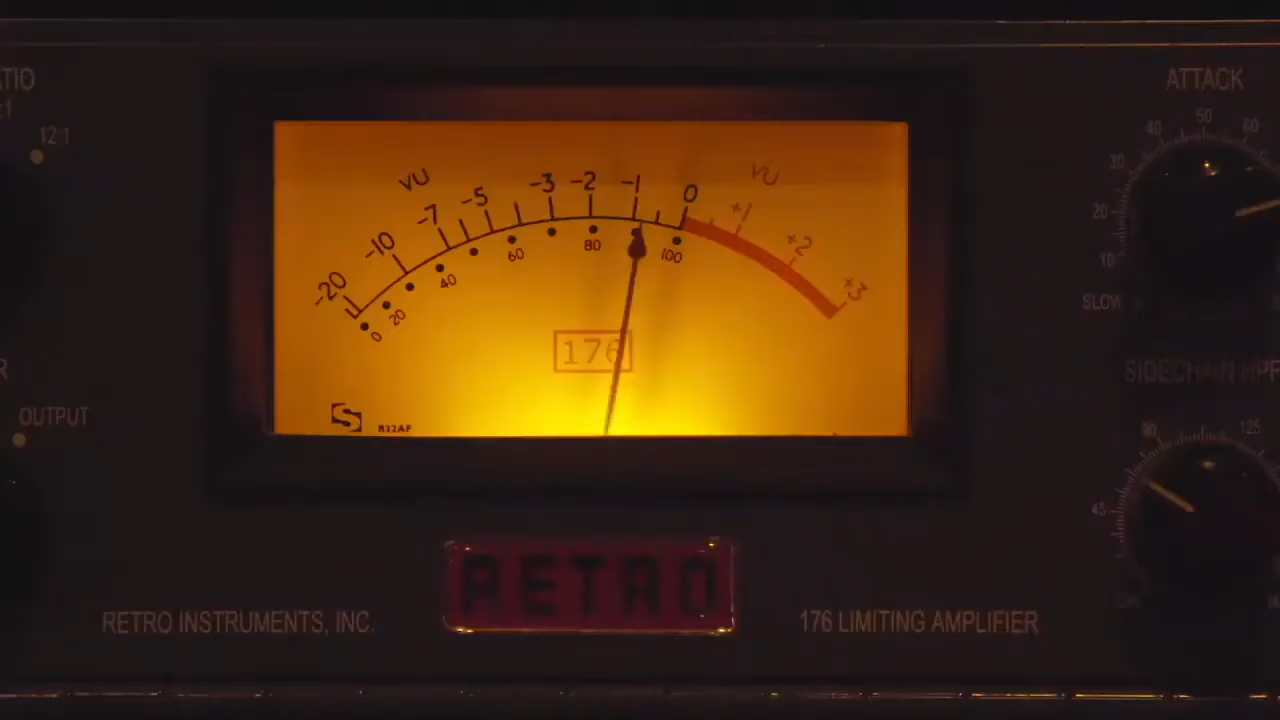 ATTACK
50
40
60
30
20
10
SLOW
12:1
VU
VU
-20
-10
-7
-5
-3
-2
-1
0
+1
+2
+3
0
20
40
60
80
100
176
R32AF
OUTPUT
SIDECHAIN HPF
80
125
45
RETRO
RETRO INSTRUMENTS, INC.
176 LIMITING AMPLIFIER